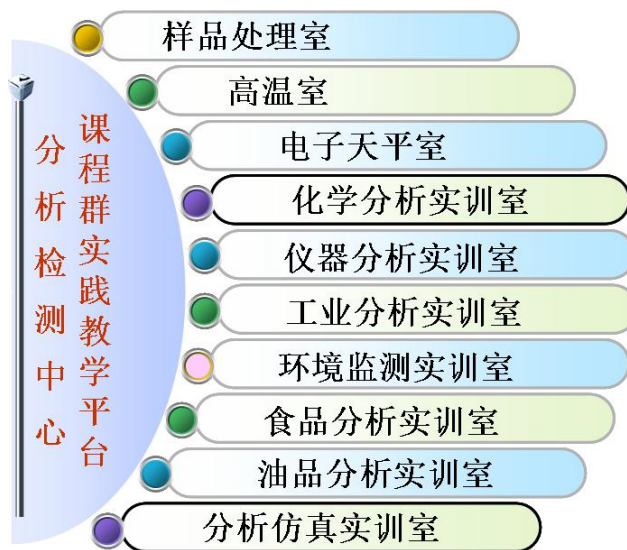 分析检测中心
课程群实践教学平台
样品处理室
高温室
电子天平室
化学分析实训室
仪器分析实训室
工业分析实训室
环境监测实训室
食品分析实训室
油品分析实训室
分析仿真实训室